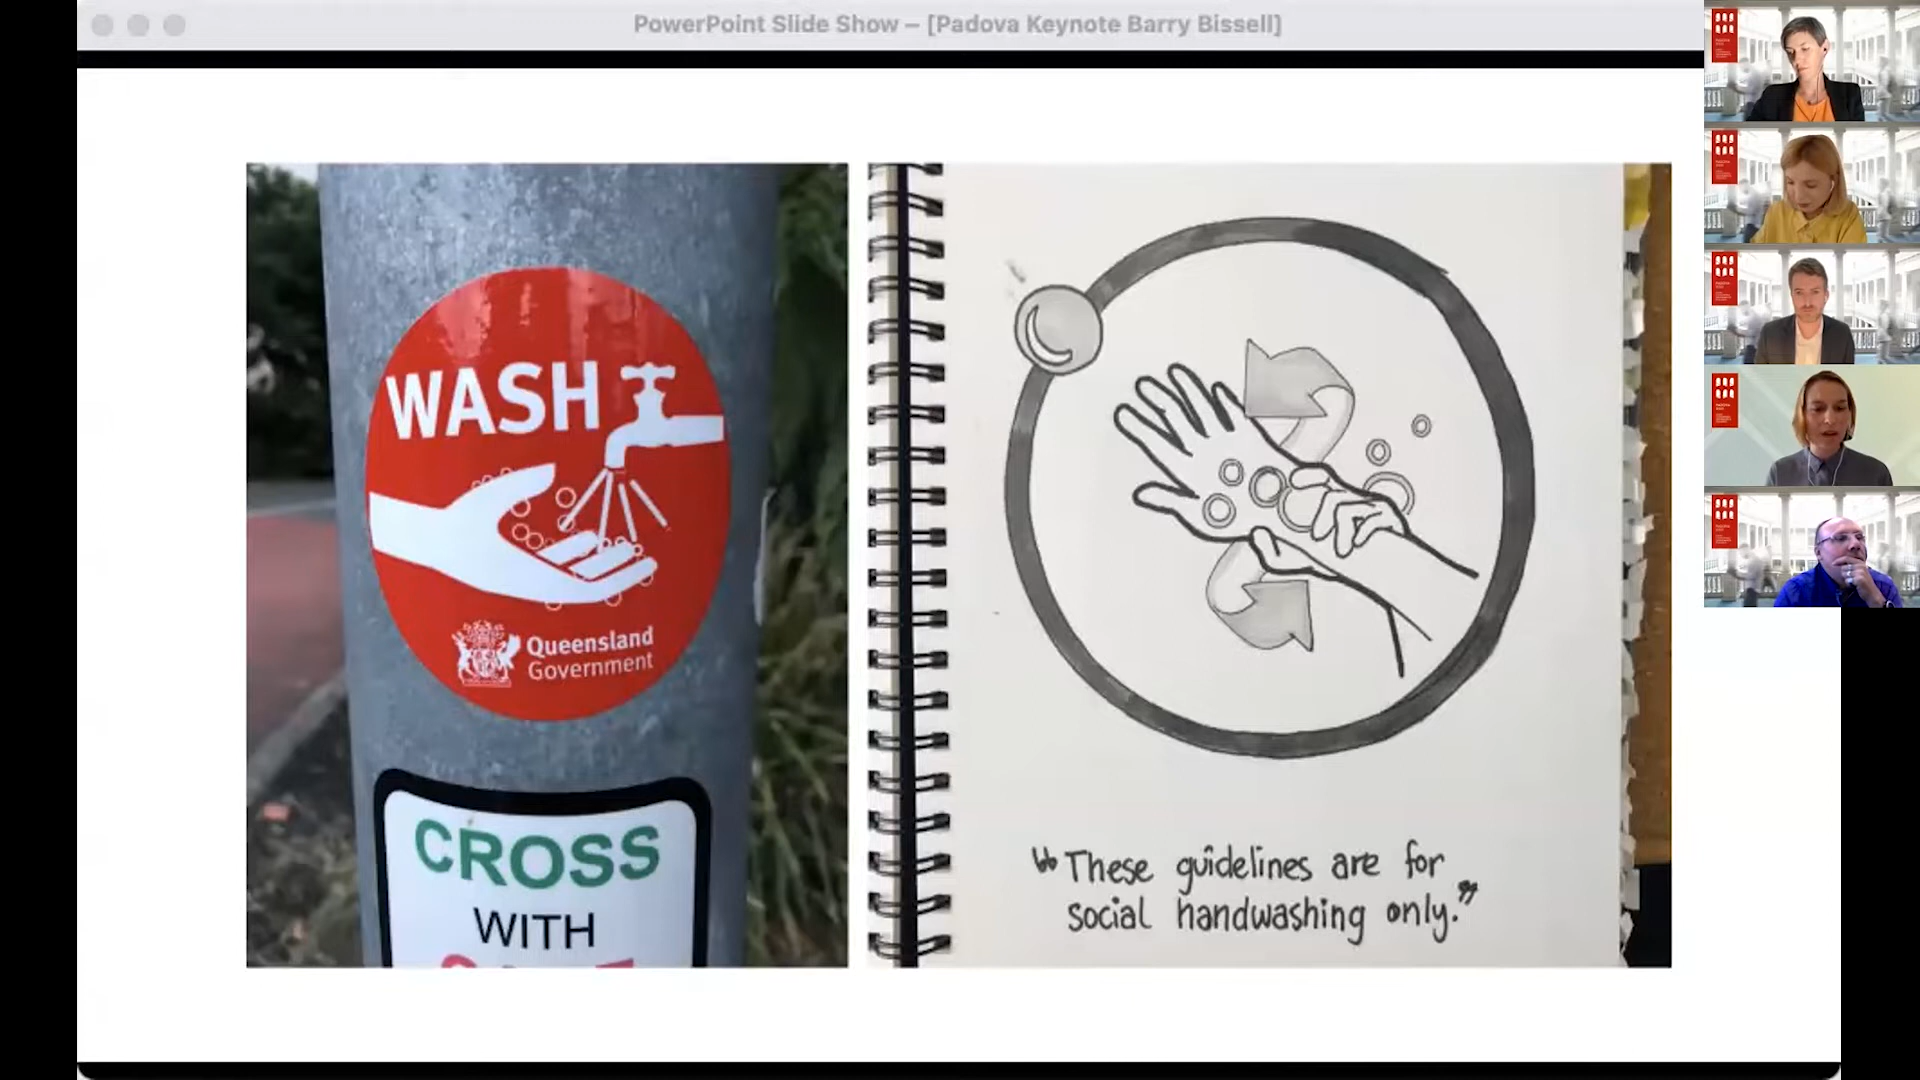 PowerPoint Slide Show – [Padova Keynote Barry Bissell]
WASH
Queensland
Government
CROSS
WITH
“These guidelines are for
social handwashing only.”